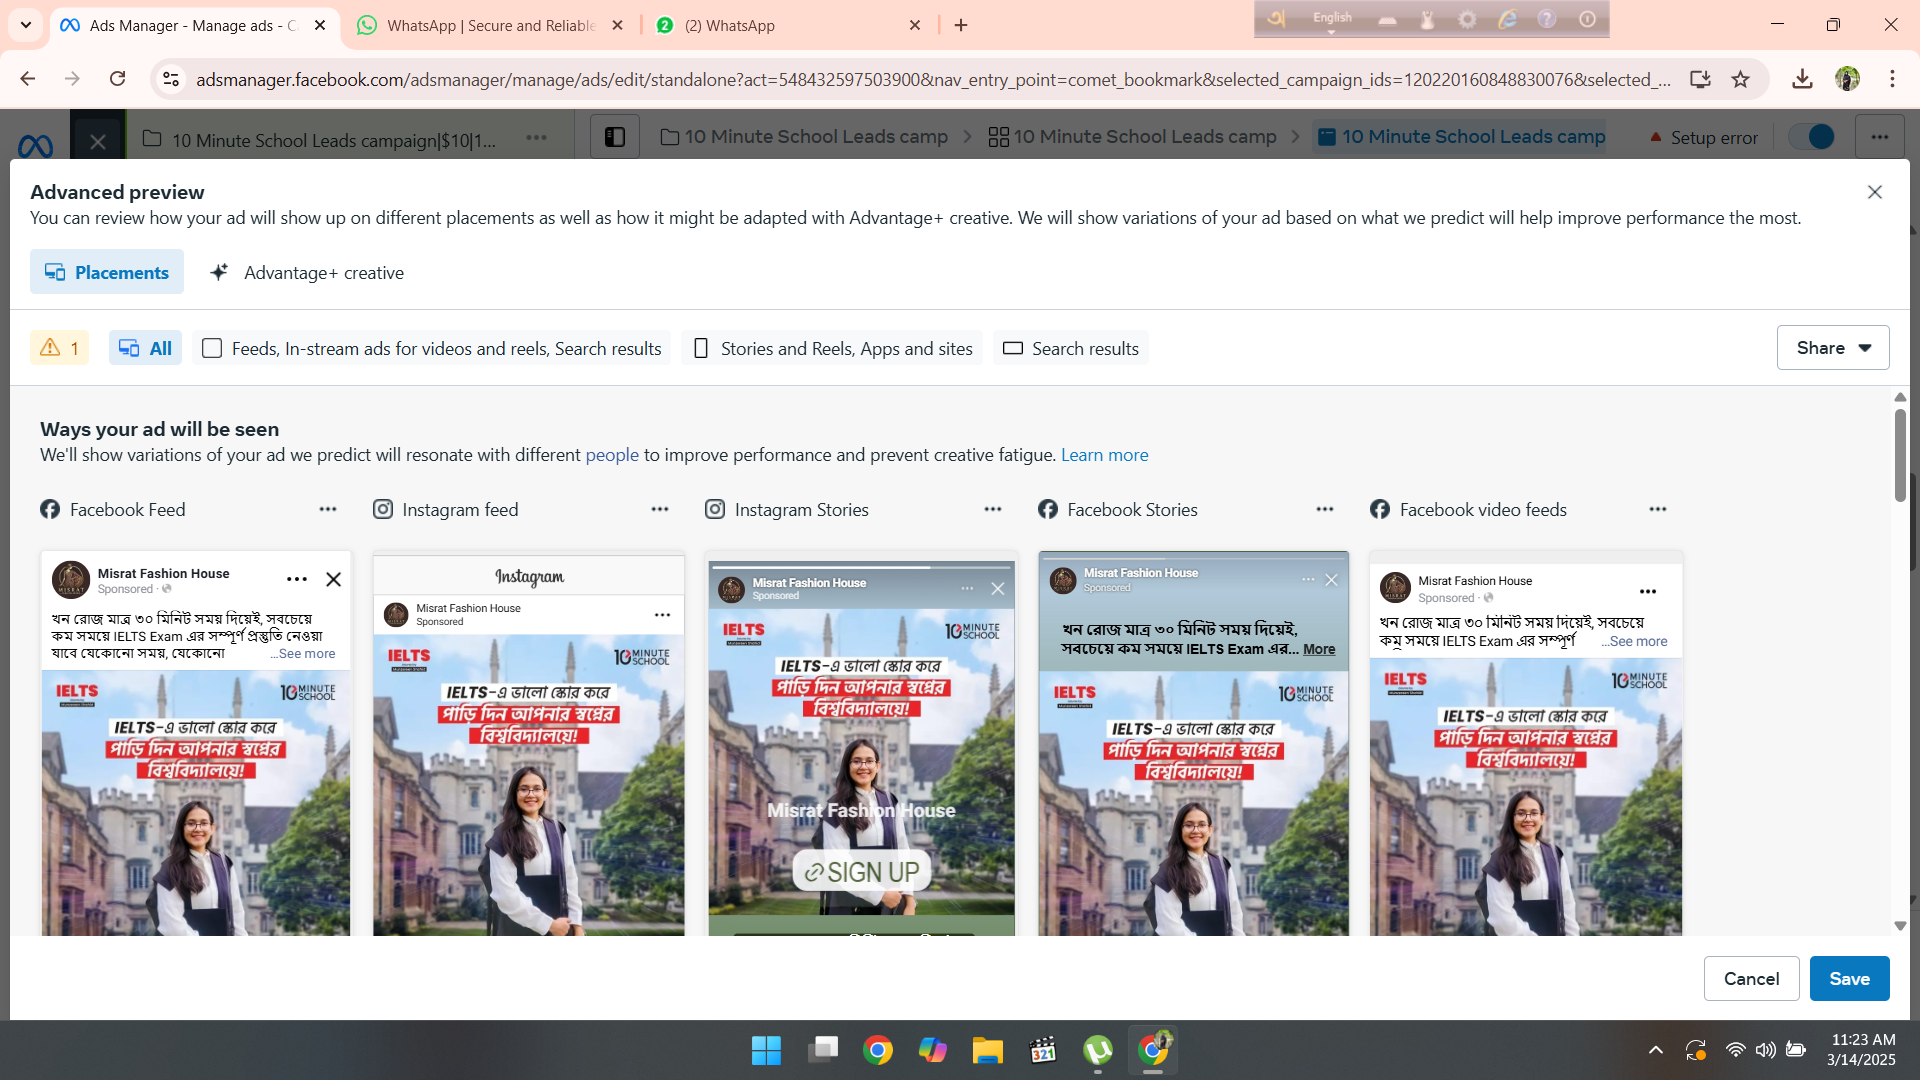 Ads Manager - Manage ads - C
WhatsApp | Secure and Reliable
2
(2) WhatsApp
English
adsmanager.facebook.com/adsmanager/manage/ads/edit/standalone?act=548432597503900&nav_entry_point=comet_bookmark&selected_campaign_ids=120220160848830076&selected_...
10 Minute School Leads campaign|$10|1...
10 Minute School Leads camp
10 Minute School Leads camp
10 Minute School Leads camp
Setup error
Advanced preview
You can review how your ad will show up on different placements as well as how it might be adapted with Advantage+ creative. We will show variations of your ad based on what we predict will help improve performance the most.
Placements
Advantage+ creative
1
All
Feeds, In-stream ads for videos and reels, Search results
Stories and Reels, Apps and sites
Search results
Share
Ways your ad will be seen
We'll show variations of your ad we predict will resonate with different people to improve performance and prevent creative fatigue. Learn more
Facebook Feed
Instagram feed
Instagram Stories
Facebook Stories
Facebook video feeds
Misrat Fashion House
Sponsored ·
খন রোজ মাত্র ৩০ মিনিট সময় দিয়েই, সবচেয়ে
কম সময়ে IELTS Exam এর সম্পূর্ণ প্রস্তুতি নেওয়া
যাবে যেকোনো সময়, যেকোনো ...See more
IELTS
10 MINUTE SCHOOL
IELTS-এ ভালো স্কোর করে
পাড়ি দিন আপনার স্বপ্নের
বিশ্ববিদ্যালয়ে!
Instagram
Misrat Fashion House
Sponsored
IELTS
10 MINUTE SCHOOL
IELTS-এ ভালো স্কোর করে
পাড়ি দিন আপনার স্বপ্নের
বিশ্ববিদ্যালয়ে!
Misrat Fashion House
Sponsored
IELTS
10 MINUTE SCHOOL
IELTS-এ ভালো স্কোর করে
পাড়ি দিন আপনার স্বপ্নের
বিশ্ববিদ্যালয়ে!
Misrat Fashion House
SIGN UP
Misrat Fashion House
Sponsored
খন রোজ মাত্র ৩০ মিনিট সময় দিয়েই,
সবচেয়ে কম সময়ে IELTS Exam এর... More
IELTS
10 MINUTE SCHOOL
IELTS-এ ভালো স্কোর করে
পাড়ি দিন আপনার স্বপ্নের
বিশ্ববিদ্যালয়ে!
Misrat Fashion House
Sponsored ·
খন রোজ মাত্র ৩০ মিনিট সময় দিয়েই, সবচেয়ে
কম সময়ে IELTS Exam এর সম্পূর্ণ ...See more
IELTS
10 MINUTE SCHOOL
IELTS-এ ভালো স্কোর করে
পাড়ি দিন আপনার স্বপ্নের
বিশ্ববিদ্যালয়ে!
Cancel
Save
321
11:23 AM
3/14/2025